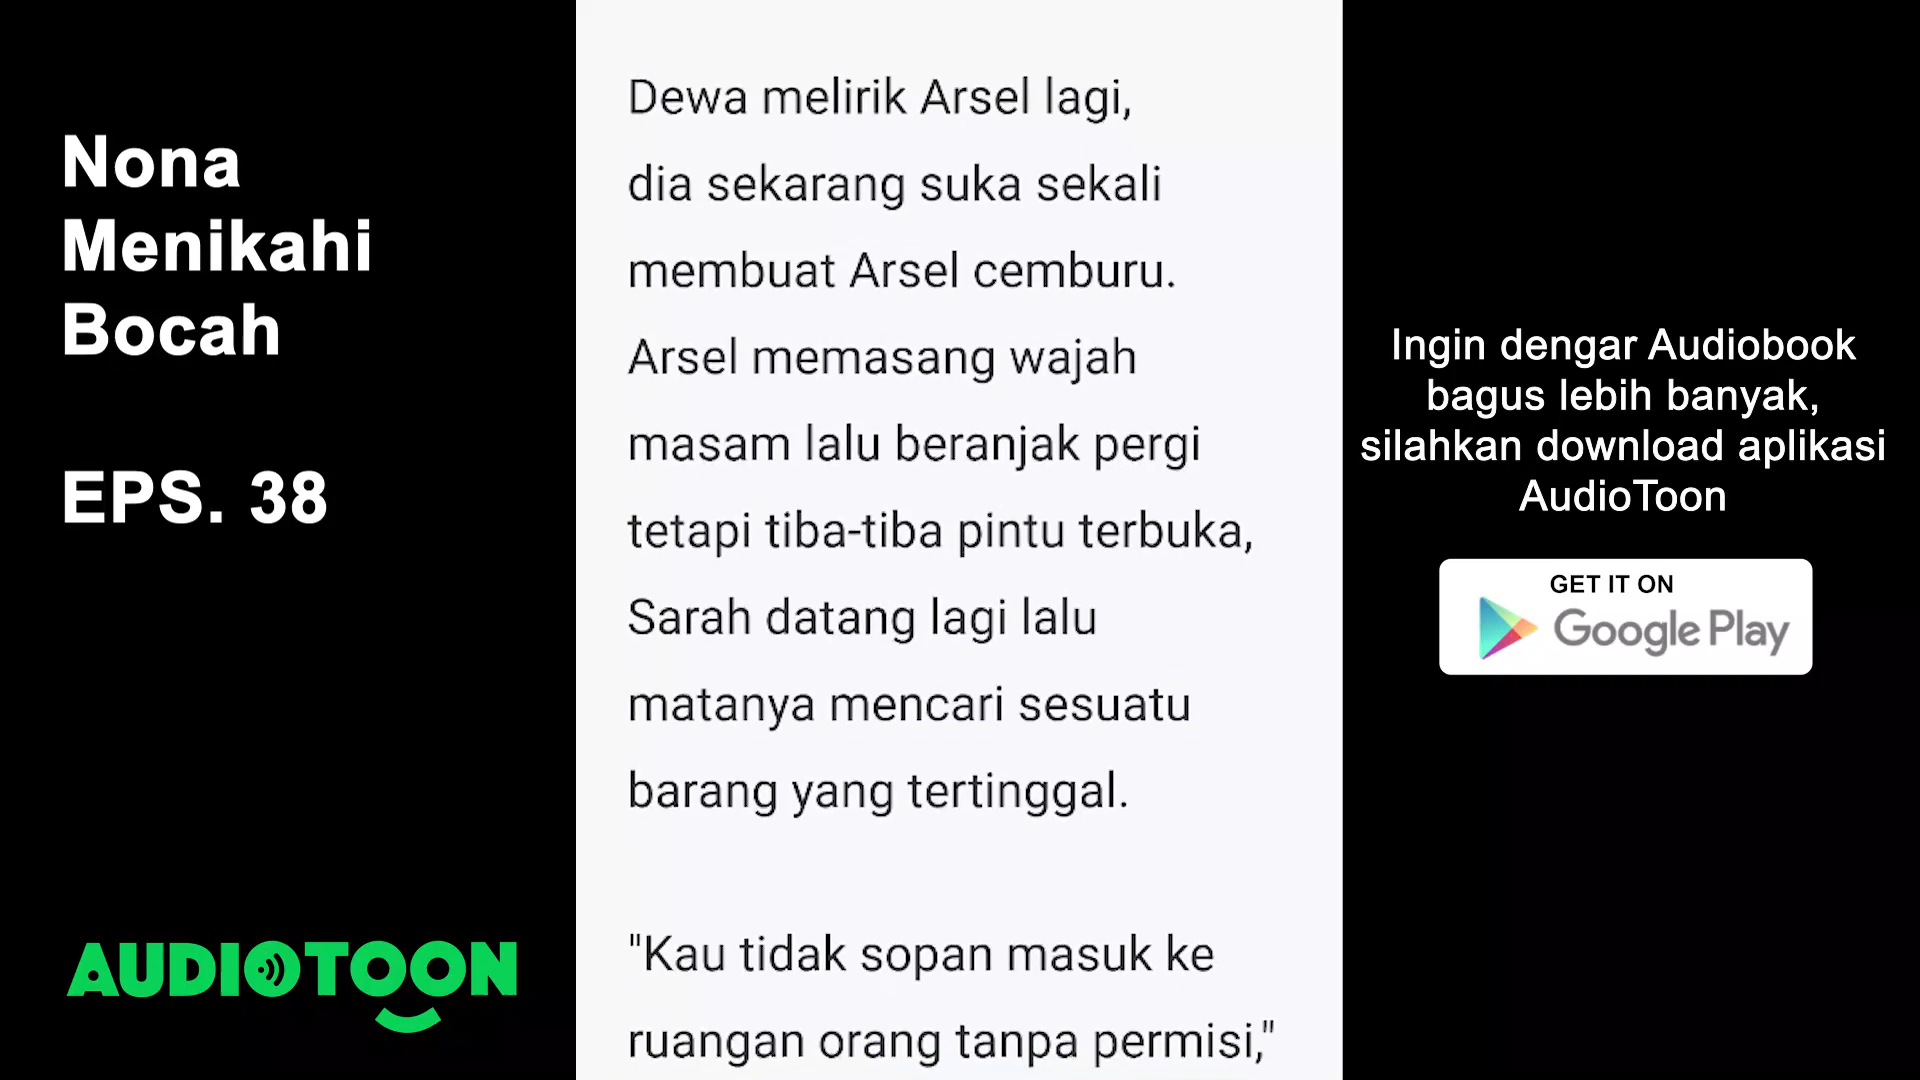 Nona
Menikahi
Bocah
EPS. 38
AUDIOTOON
Dewa melirik Arsel lagi,
dia sekarang suka sekali
membuat Arsel cemburu.
Arsel memasang wajah
masam lalu beranjak pergi
tetapi tiba-tiba pintu terbuka,
Sarah datang lagi lalu
matanya mencari sesuatu
barang yang tertinggal.
"Kau tidak sopan masuk ke
ruangan orang tanpa permisi,"
Ingin dengar Audiobook
bagus lebih banyak,
silahkan download aplikasi
AudioToon
GET IT ON
Google Play